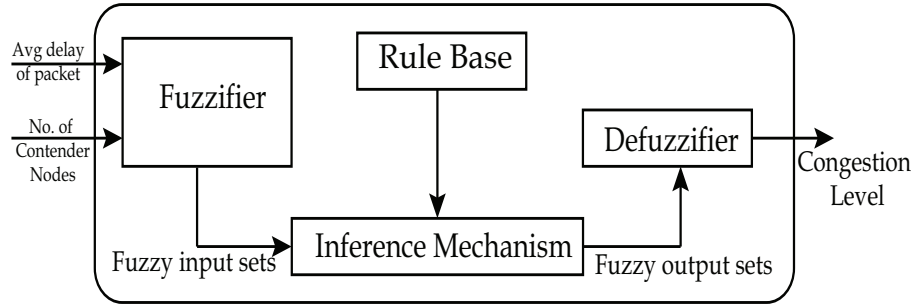 Avg delay
of packet
No. of
Contender
Nodes
Fuzzifier
Rule Base
Defuzzifier
Congestion
Level
Inference Mechanism
Fuzzy input sets
Fuzzy output sets